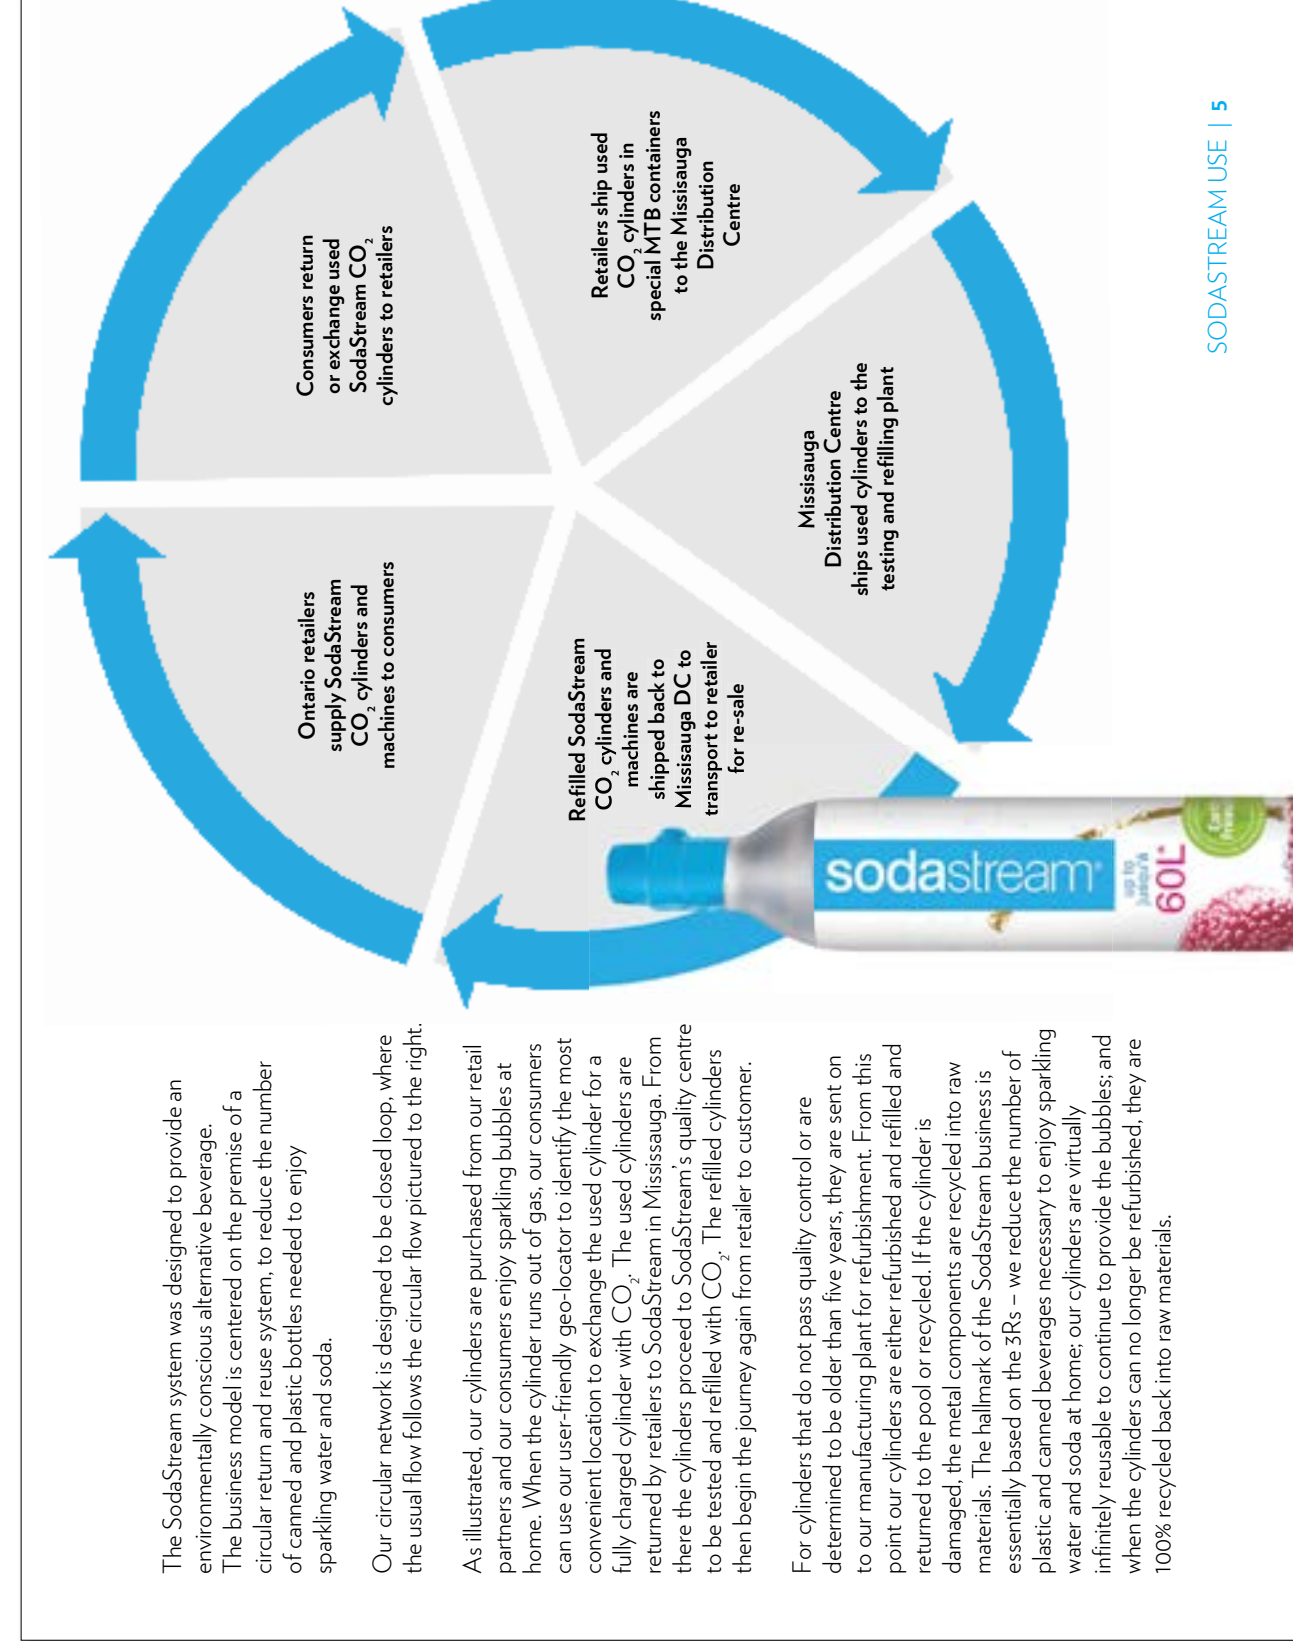 The SodaStream system was designed to provide an
environmentally conscious alternative beverage.
The business model is centered on the premise of a
circular return and reuse system, to reduce the number
of canned and plastic bottles needed to enjoy
sparkling water and soda.
Our circular network is designed to be closed loop, where
the usual flow follows the circular flow pictured to the right.
As illustrated, our cylinders are purchased from our retail
partners and our consumers enjoy sparkling bubbles at
home. When the cylinder runs out of gas, our consumers
can use our user-friendly geo-locator to identify the most
convenient location to exchange the used cylinder for a
fully charged cylinder with CO₂. The used cylinders are
returned by retailers to SodaStream in Mississauga. From
there the cylinders proceed to SodaStream's quality centre
to be tested and refilled with CO₂. The refilled cylinders
then begin the journey again from retailer to customer.
For cylinders that do not pass quality control or are
determined to be older than five years, they are sent on
to our manufacturing plant for refurbishment. From this
point our cylinders are either refurbished and refilled and
returned to the pool or recycled. If the cylinder is
damaged, the metal components are recycled into raw
materials. The hallmark of the SodaStream business is
essentially based on the 3Rs – we reduce the number of
plastic and canned beverages necessary to enjoy sparkling
water and soda at home; our cylinders are virtually
infinitely reusable to continue to provide the bubbles; and
when the cylinders can no longer be refurbished, they are
100% recycled back into raw materials.
Ontario retailers
supply SodaStream
CO₂ cylinders and
machines to consumers
Consumers return
or exchange used
SodaStream CO₂
cylinders to retailers
Retailers ship used
CO₂ cylinders in
special MTB containers
to the Missisauga
Distribution
Centre
Missisauga
Distribution Centre
ships used cylinders to the
testing and refilling plant
Refilled SodaStream
CO₂ cylinders and
machines are
shipped back to
Missisauga DC to
transport to retailer
for re-sale
sodastream
up to
jusqu'à
60L*
SODASTREAM USE | 5